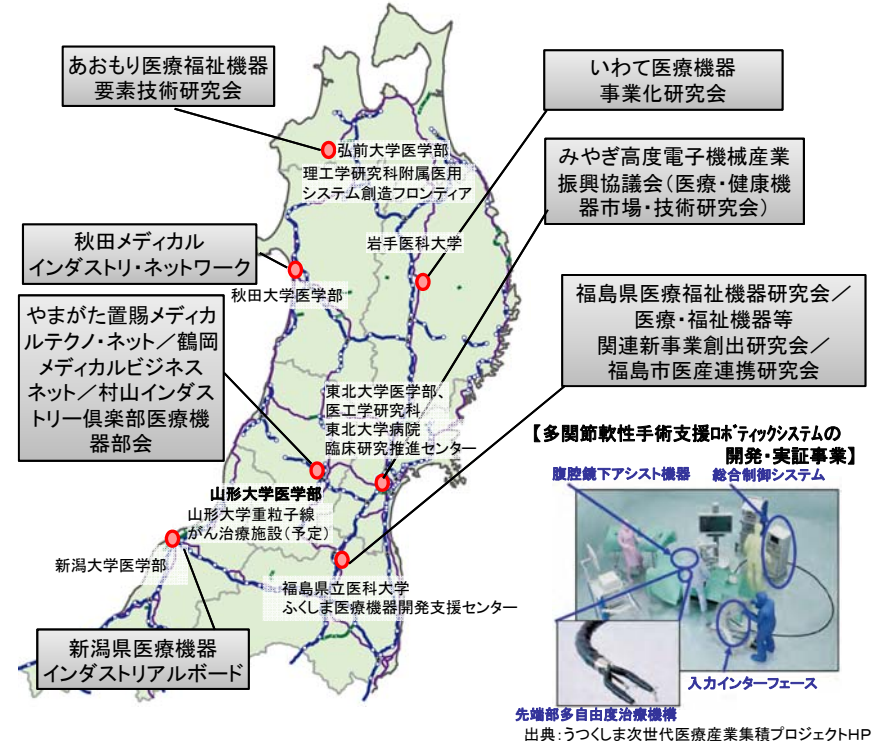 あおもり医療福祉機器
要素技術研究会
いわて医療機器
事業化研究会
弘前大学医学部
理工学研究科附属医用
システム創造フロンティア
みやぎ高度電子機械産業
振興協議会(医療・健康機
器市場・技術研究会)
岩手医科大学
秋田メディカル
インダストリ・ネットワーク
秋田大学医学部
福島県医療福祉機器研究会/
医療・福祉機器等
関連新事業創出研究会/
福島市医産連携研究会
やまがた置賜メディカ
ルテクノ・ネット/鶴岡
メディカルビジネス
ネット/村山インダス
トリー倶楽部医療機
器部会
東北大学医学部、
医工学研究科/
東北大学病院
臨床研究推進センター
山形大学医学部
山形大学重粒子線
がん治療施設(予定)
新潟大学医学部
福島県立医科大学
ふくしま医療機器開発支援センター
新潟県医療機器
インダストリアルボード
【多関節軟性手術支援ロボティックシステムの
開発・実証事業】
腹腔鏡下アシスト機器
総合制御システム
入力インターフェース
先端部多自由度治療機構
出典:うつくしま次世代医療産業集積プロジェクトHP